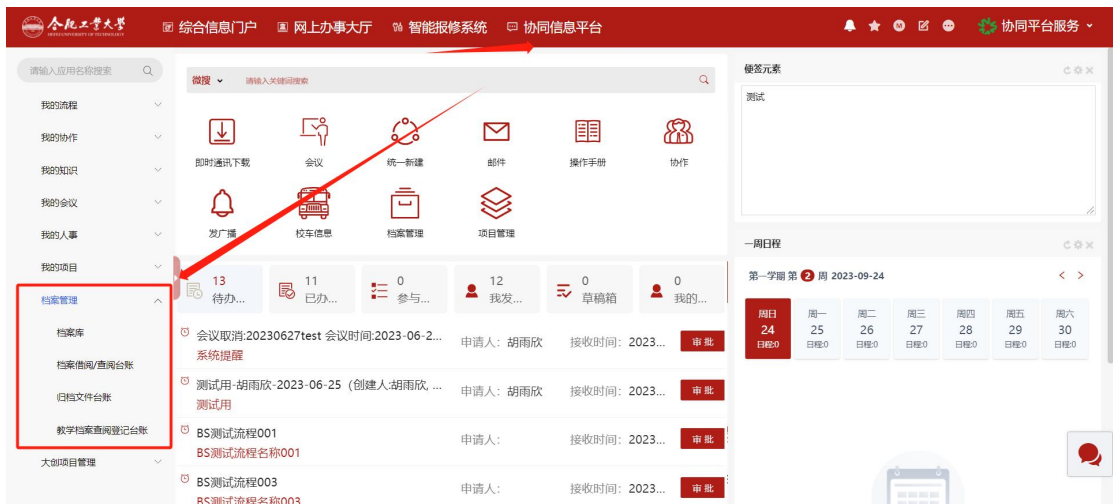 合肥工业大学
HEFEI UNIVERSITY OF TECHNOLOGY
综合信息门户 网上办事大厅 智能报修系统 协同信息平台
协同平台服务
请输入应用名称搜索
我的流程
我的协作
我的知识
我的会议
我的人事
我的项目
档案管理
档案库
档案借阅/查阅台账
归档文件台账
教学档案查阅登记台账
大创项目管理
微搜 请输入关键词搜索
即时通讯下载 会议 统一新建 邮件 操作手册 协作
发广播 校车信息 档案管理 项目管理
13 11 0 12 0 0
待办... 已办... 参与... 我发... 草稿箱 我的...
会议取消:20230627test 会议时间:2023-06-2... 申请人: 胡雨欣 接收时间: 2023... 审批
系统提醒
测试用-胡雨欣-2023-06-25 (创建人:胡雨欣, ... 申请人: 胡雨欣 接收时间: 2023... 审批
测试用
BS测试流程001 申请人: 接收时间: 2023... 审批
BS测试流程名称001
BS测试流程003 申请人: 接收时间: 2023... 审批
BS测试流程名称003
便签元素
测试
一周日程
第一学期 第 2 周 2023-09-24 < >
周日 周一 周二 周三 周四 周五 周六
24 25 26 27 28 29 30
日程:0 日程:0 日程:0 日程:0 日程:0 日程:0 日程:0